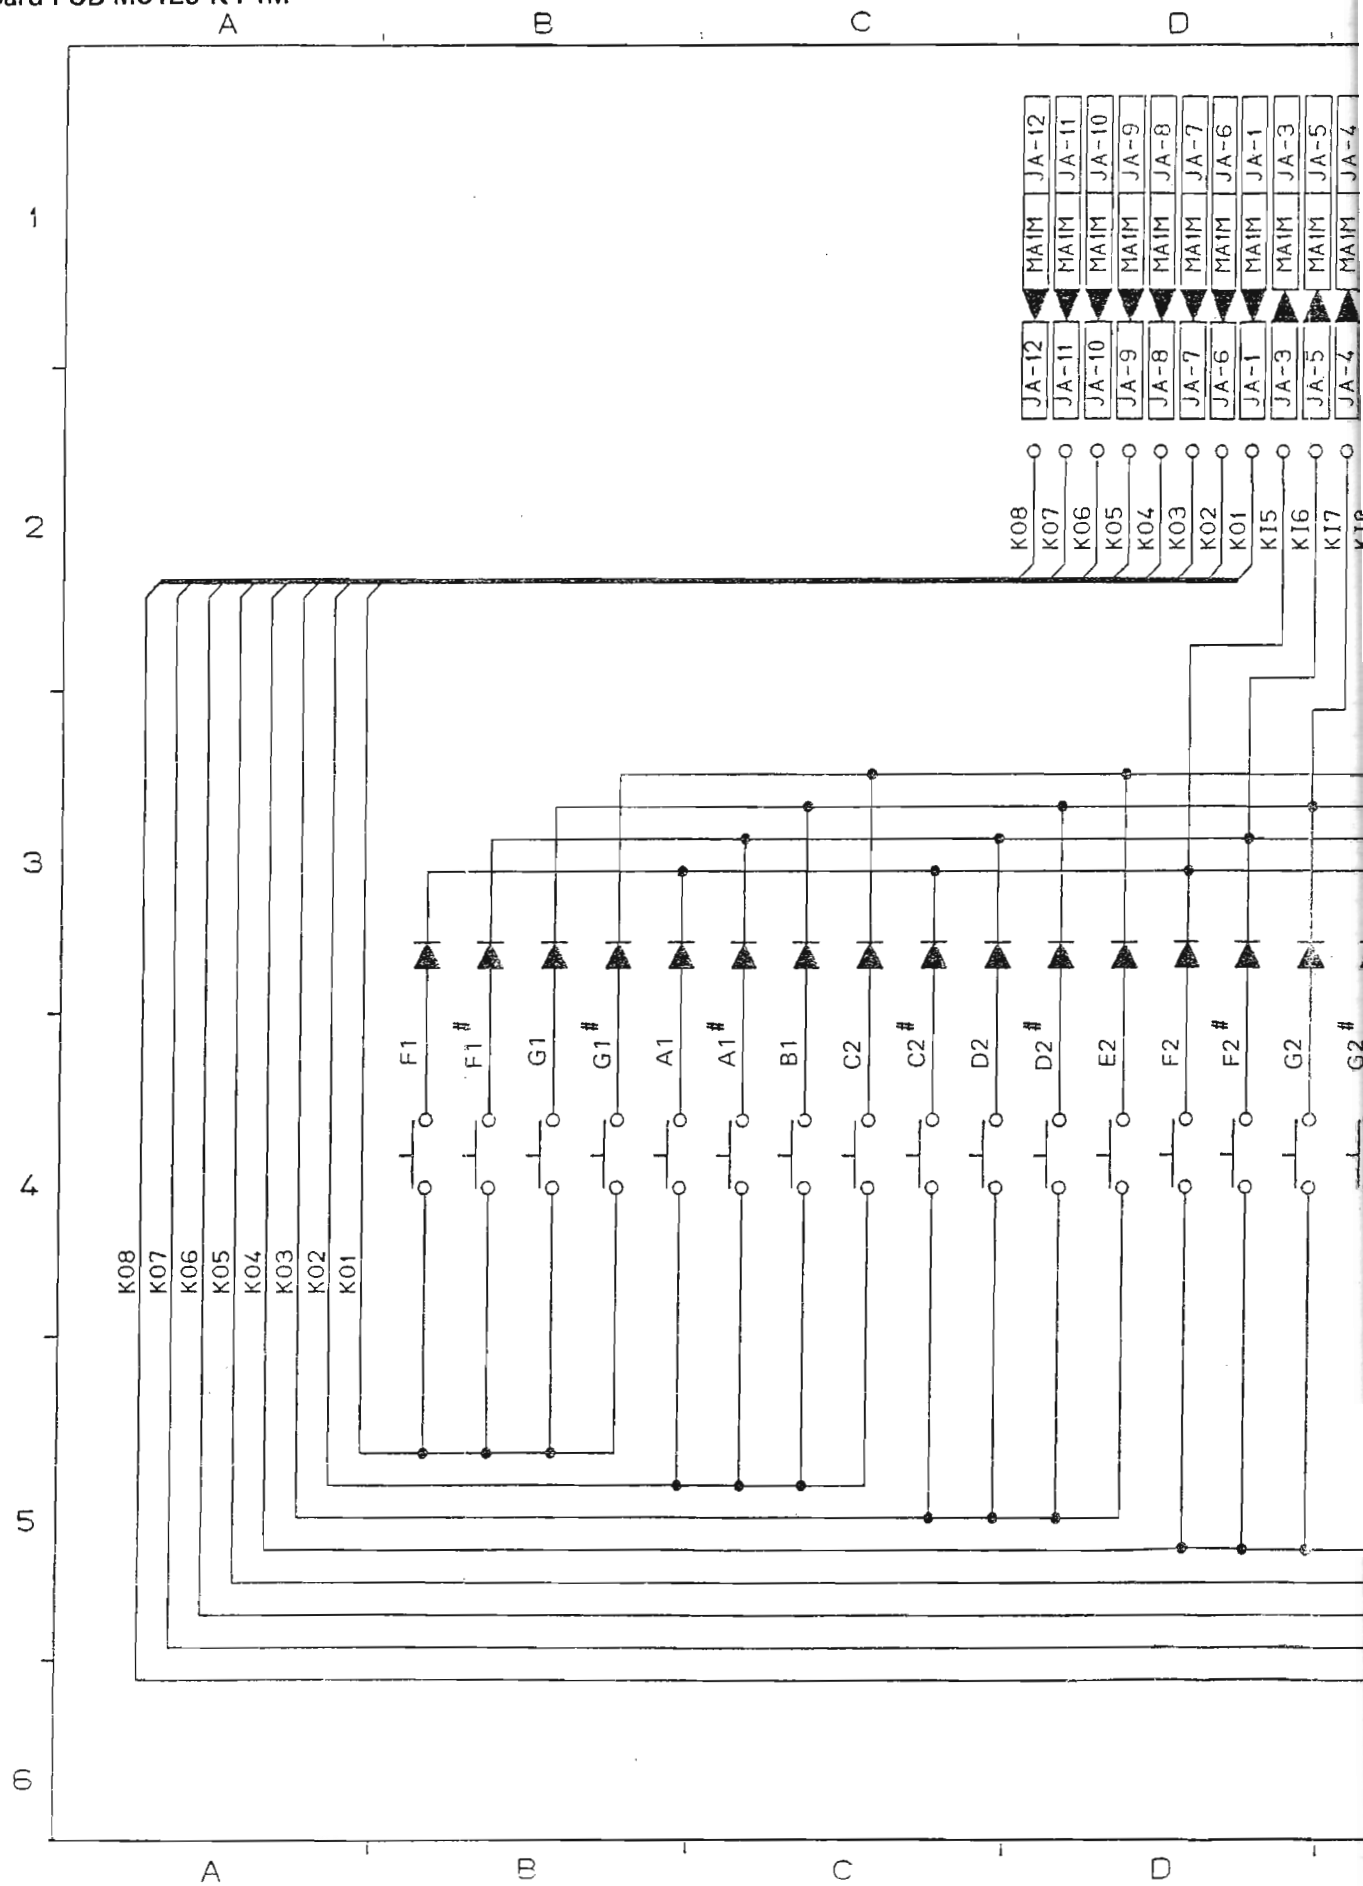 A B C D
JA-12 JA-11 JA-10 JA-9 JA-8 JA-7 JA-6 JA-1 JA-3 JA-5 JA-4
1
MA1M MA1M MA1M MA1M MA1M MA1M MA1M MA1M MA1M MA1M MA1M
JA-12 JA-11 JA-10 JA-9 JA-8 JA-7 JA-6 JA-1 JA-3 JA-5 JA-4
2
K08 K07 K06 K05 K04 K03 K02 K01 KI5 KI6 KI7
3
F1 F1# G1 G1# A1 A1# B1 C2 C2# D2 D2# E2 F2 F2# G2 G2#
4
K08 K07 K06 K05 K04 K03 K02 K01
5
6
A B C D